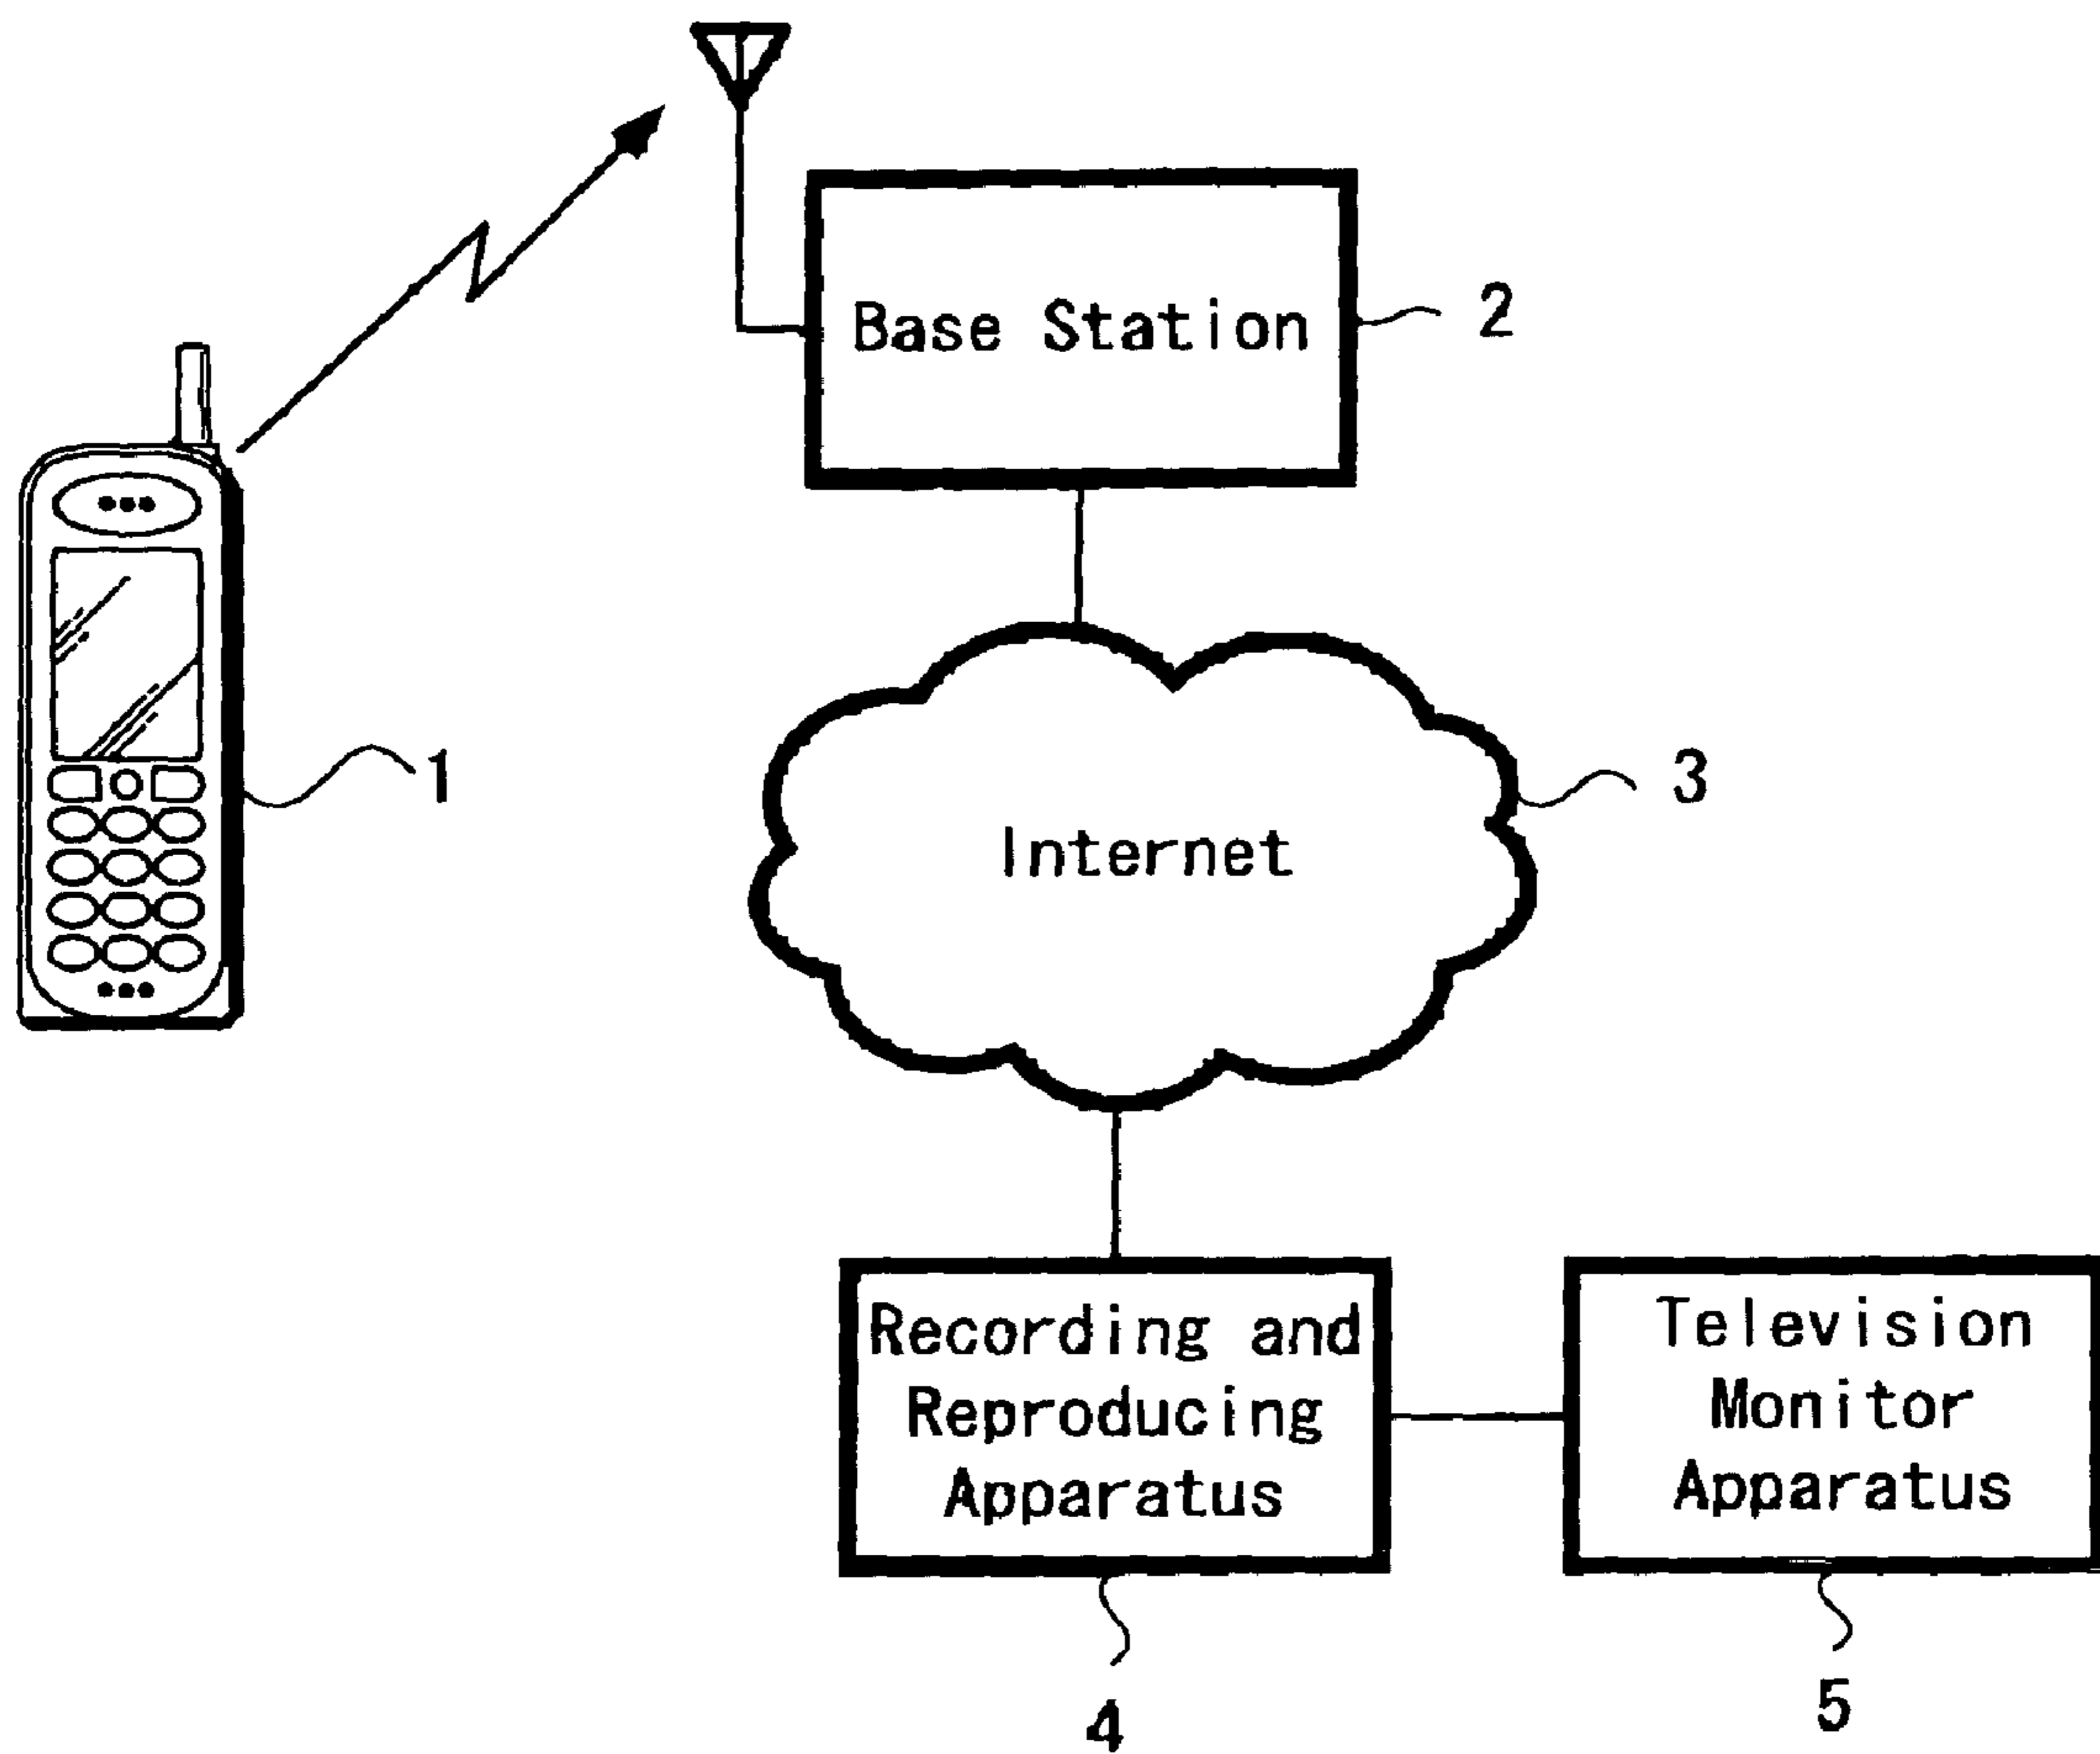 Base Station
2
1
3
Internet
Recording and
Reproducing
Apparatus
Television
Monitor
Apparatus
4
5